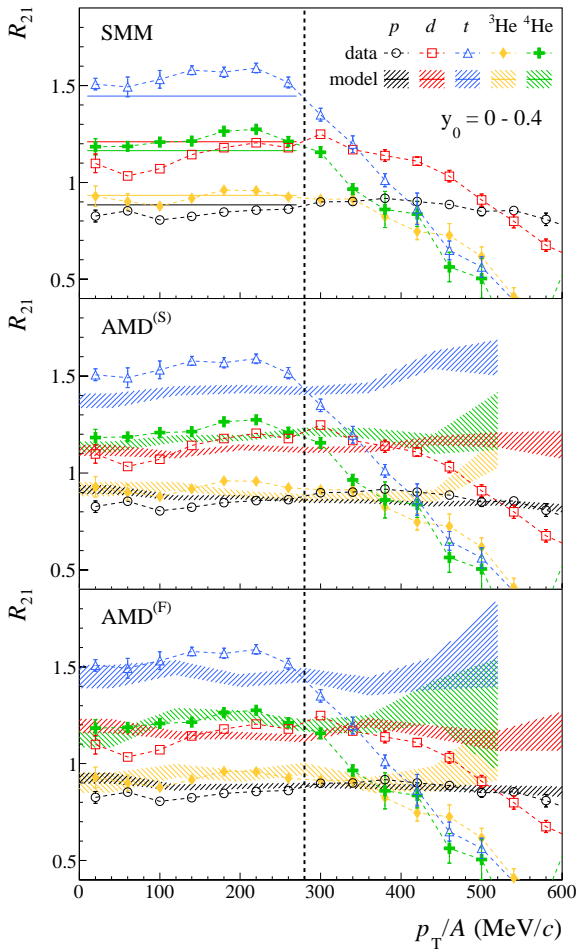 p d t ³He ⁴He
SMM
data
model
y₀ = 0 - 0.4
R₂₁
1.5
1
0.5
AMD⁽ˢ⁾
R₂₁
1.5
1
0.5
AMD⁽ᶠ⁾
R₂₁
1.5
1
0.5
0 100 200 300 400 500 600
p_T/A (MeV/c)